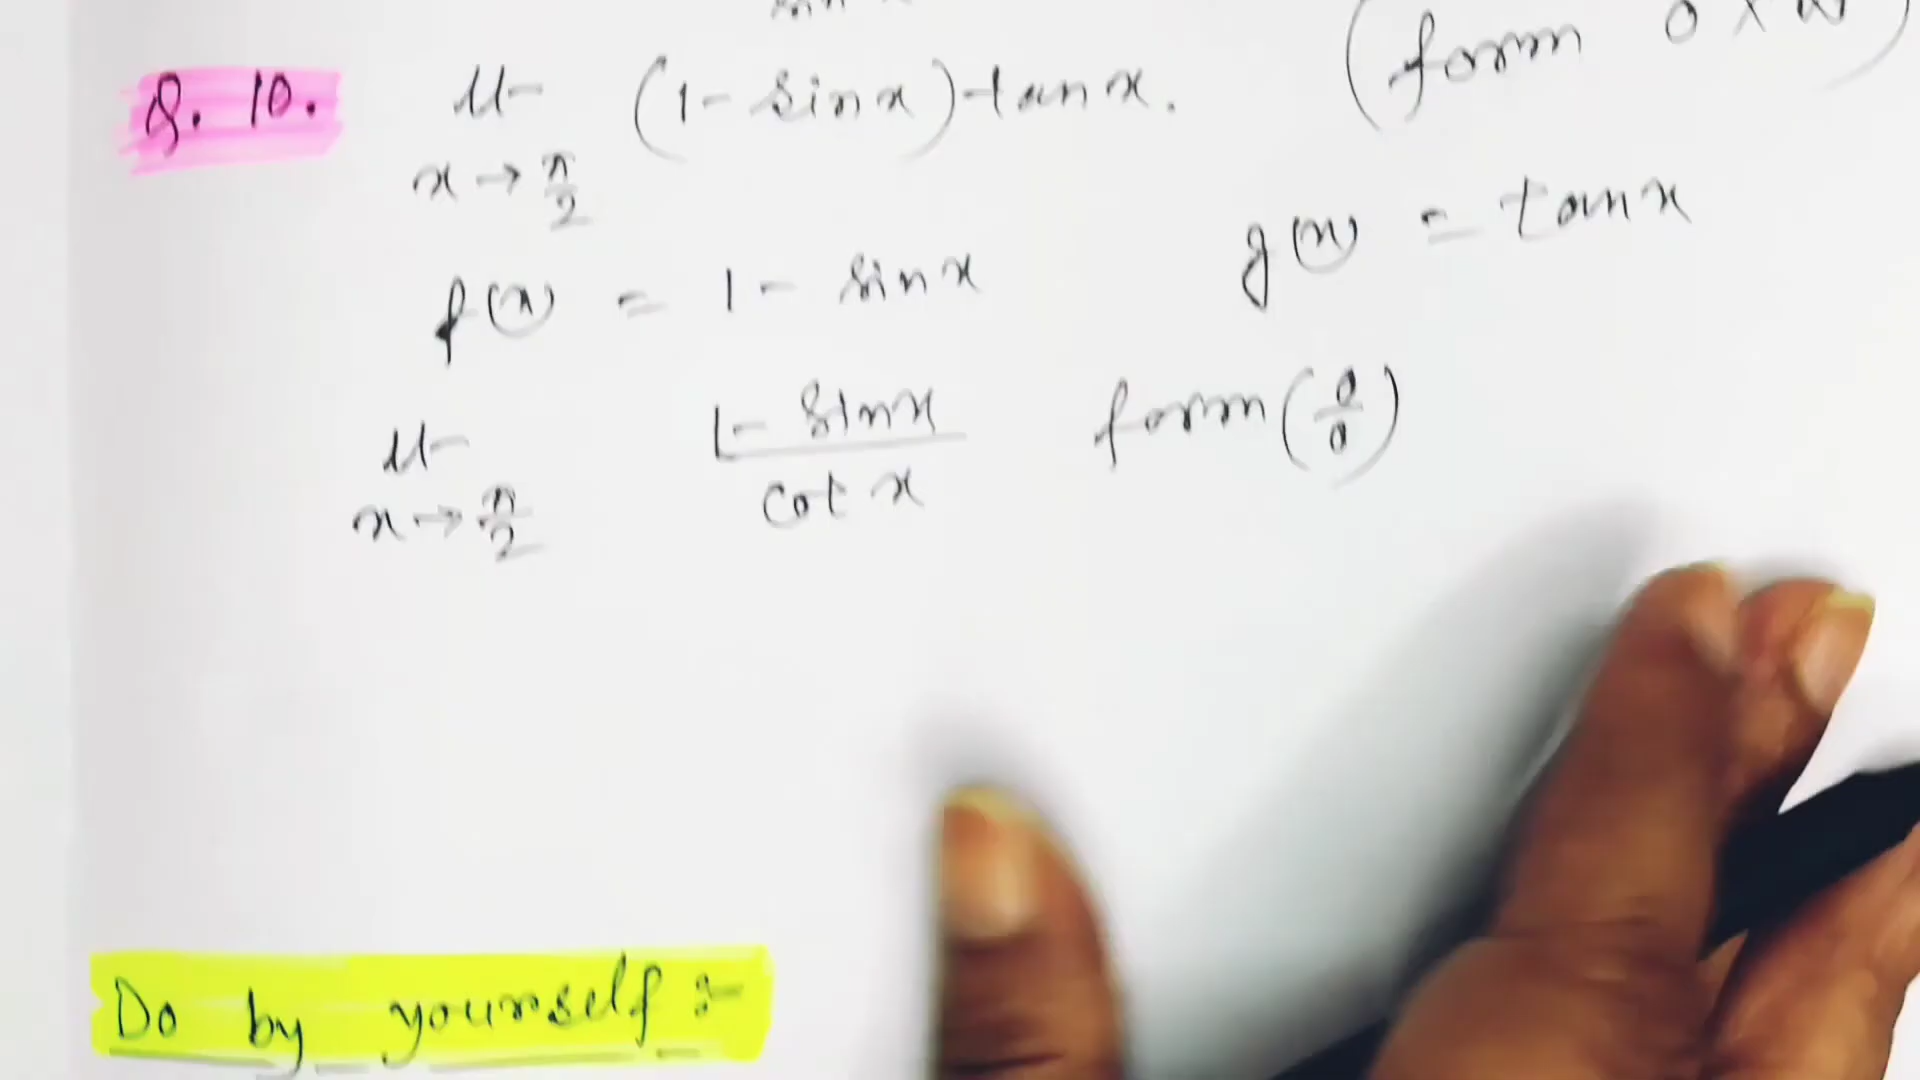 Q. 10. lt (1 - sin x) tan x. (form 0 × ∞)
x → π/2
f(x) = 1 - sin x g(x) = tan x
lt 1 - sin x / cot x form (0/0)
x → π/2
Do by yourself :-